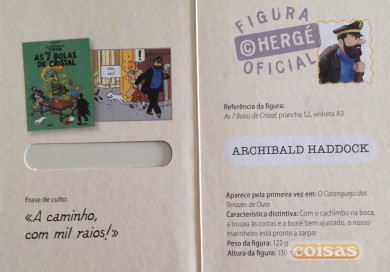 TINTIN
AS 7 BOLAS
DE CRISTAL
!
Frase de culto:
«A caminho,
com mil raios!»
FIGURA
©HERGÉ
OFICIAL
Referência da figura:
As 7 Bolas de Cristal, prancha 52, vinheta A3
ARCHIBALD HADDOCK
Aparece pela primeira vez em: O Caranguejo das
Tenazes de Ouro
Característica distintiva: Com o cachimbo na boca,
a trouxa às costas e o boné bem ajustado, o nosso
marinheiro está pronto a zarpar
Peso da figura: 122 g
Altura da figura: 130 m
coisas